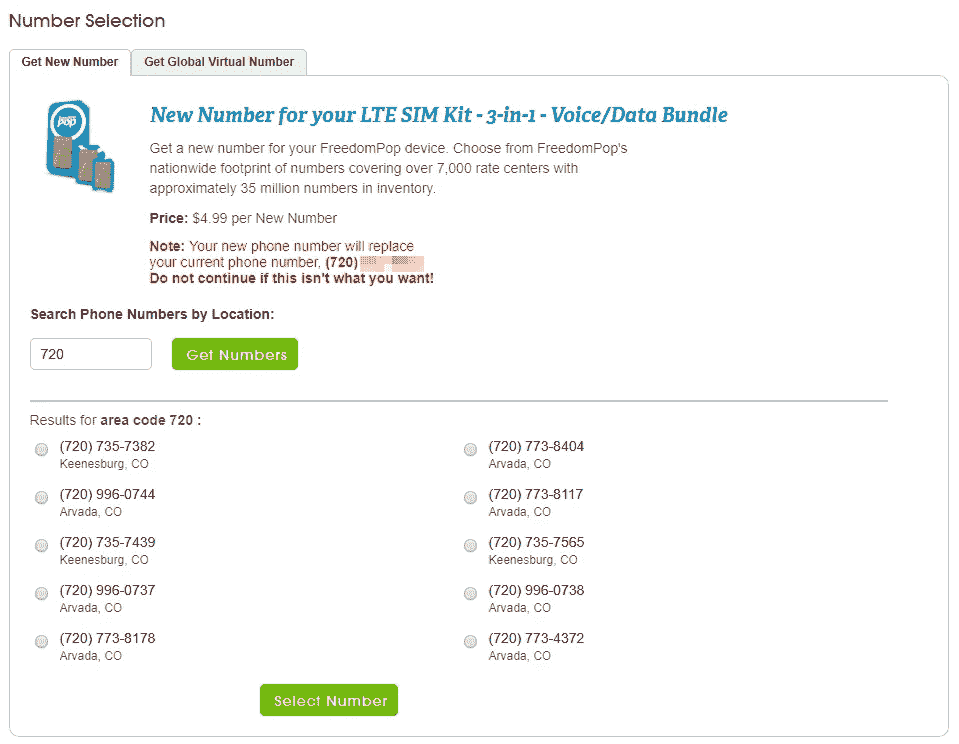 Number Selection
Get New Number
Get Global Virtual Number
pop
New Number for your LTE SIM Kit - 3-in-1 - Voice/Data Bundle
Get a new number for your FreedomPop device. Choose from FreedomPop's
nationwide footprint of numbers covering over 7,000 rate centers with
approximately 35 million numbers in inventory.
Price: $4.99 per New Number
Note: Your new phone number will replace
your current phone number, (720)
Do not continue if this isn't what you want!
Search Phone Numbers by Location:
720
Get Numbers
Results for area code 720 :
(720) 735-7382
Keenesburg, CO
(720) 773-8404
Arvada, CO
(720) 996-0744
Arvada, CO
(720) 773-8117
Arvada, CO
(720) 735-7439
Keenesburg, CO
(720) 735-7565
Keenesburg, CO
(720) 996-0737
Arvada, CO
(720) 996-0738
Arvada, CO
(720) 773-8178
Arvada, CO
(720) 773-4372
Arvada, CO
Select Number